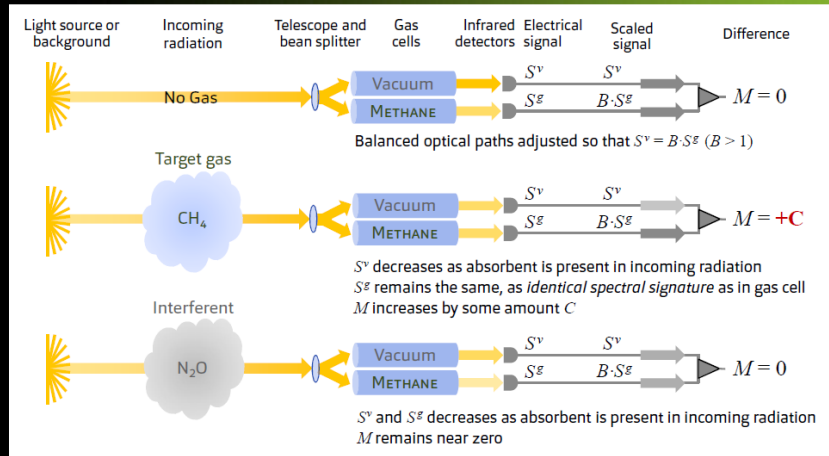 Light source or background
Incoming radiation
Telescope and bean splitter
Gas cells
Infrared detectors
Electrical signal
Scaled signal
Difference
No Gas
Vacuum
METHANE
Sᵛ
Sᵍ
Sᵛ
B·Sᵍ
M = 0
Balanced optical paths adjusted so that Sᵛ = B·Sᵍ (B > 1)
Target gas
CH₄
Vacuum
METHANE
Sᵛ
Sᵍ
Sᵛ
B·Sᵍ
M = +C
Sᵛ decreases as absorbent is present in incoming radiation
Sᵍ remains the same, as identical spectral signature as in gas cell
M increases by some amount C
Interferent
N₂O
Vacuum
METHANE
Sᵛ
Sᵍ
Sᵛ
B·Sᵍ
M = 0
Sᵛ and Sᵍ decreases as absorbent is present in incoming radiation
M remains near zero